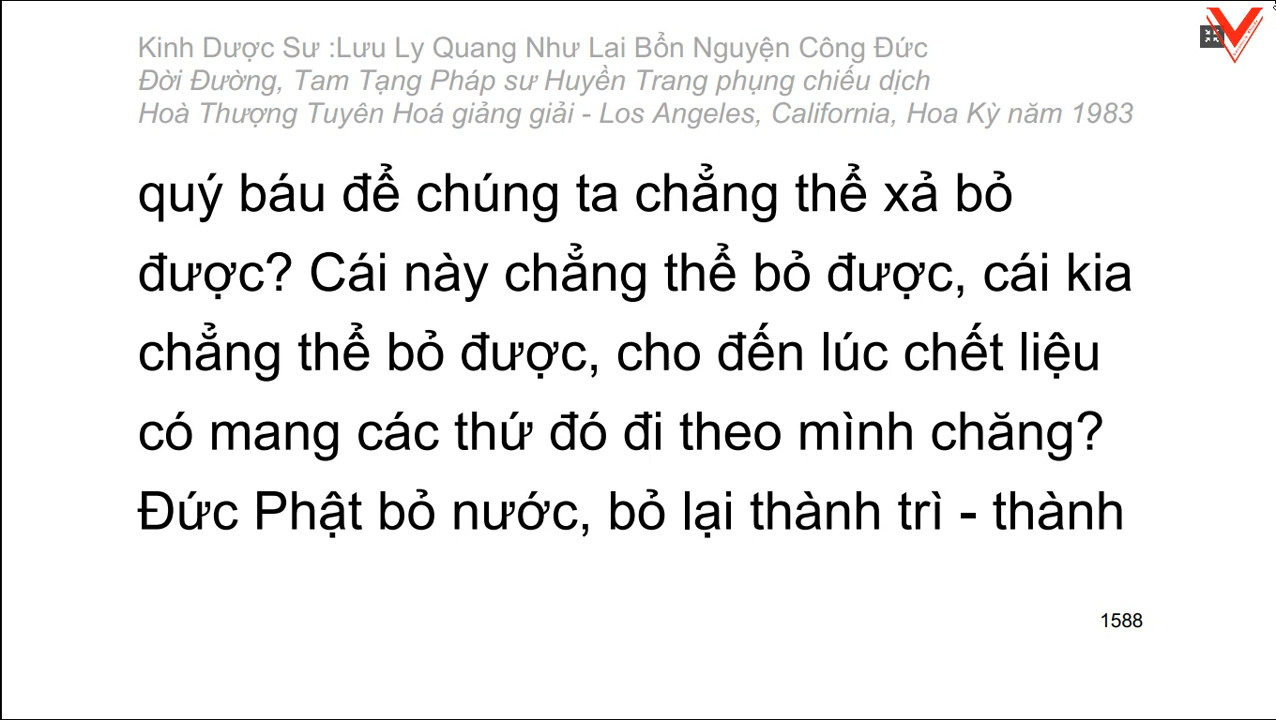 Kinh Dược Sư :Lưu Ly Quang Như Lai Bổn Nguyện Công Đức
Đời Đường, Tam Tạng Pháp sư Huyền Trang phụng chiếu dịch
Hoà Thượng Tuyên Hoá giảng giải - Los Angeles, California, Hoa Kỳ năm 1983
quý báu để chúng ta chẳng thể xả bỏ
được? Cái này chẳng thể bỏ được, cái kia
chẳng thể bỏ được, cho đến lúc chết liệu
có mang các thứ đó đi theo mình chăng?
Đức Phật bỏ nước, bỏ lại thành trì - thành
1588